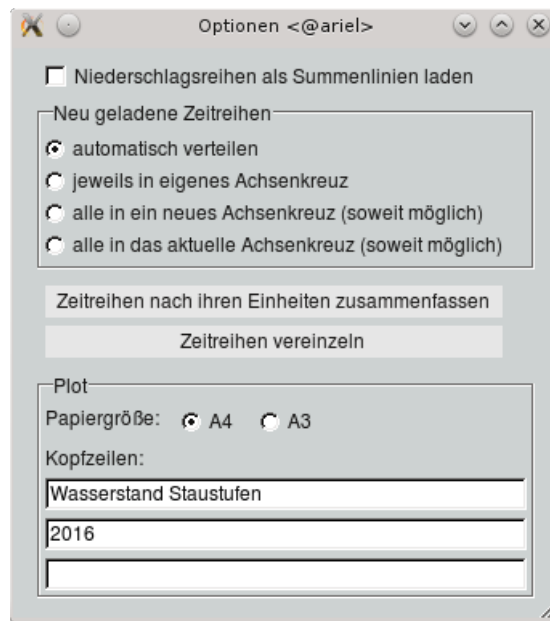 Optionen <@ariel>
Niederschlagsreihen als Summenlinien laden
Neu geladene Zeitreihen
automatisch verteilen
jeweils in eigenes Achsenkreuz
alle in ein neues Achsenkreuz (soweit möglich)
alle in das aktuelle Achsenkreuz (soweit möglich)
Zeitreihen nach ihren Einheiten zusammenfassen
Zeitreihen vereinzeln
Plot
Papiergröße: A4 A3
Kopfzeilen:
Wasserstand Staustufen
2016